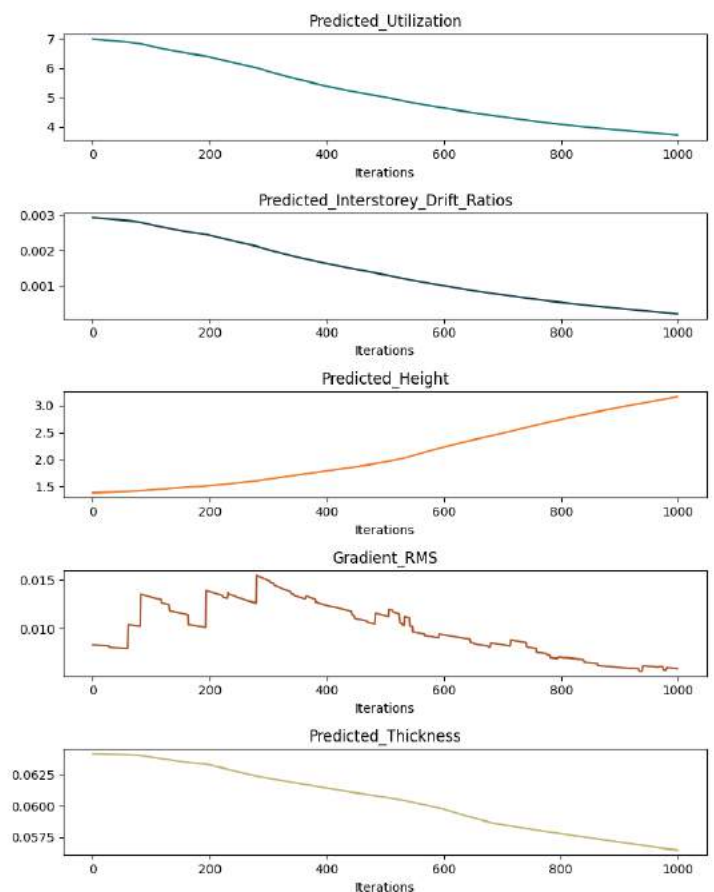 Predicted_Utilization
7
6
5
4
0 200 400 600 800 1000
Iterations
Predicted_Interstorey_Drift_Ratios
0.003
0.002
0.001
0 200 400 600 800 1000
Iterations
Predicted_Height
3.0
2.5
2.0
1.5
0 200 400 600 800 1000
Iterations
Gradient_RMS
0.015
0.010
0 200 400 600 800 1000
Iterations
Predicted_Thickness
0.0625
0.0600
0.0575
0 200 400 600 800 1000
Iterations